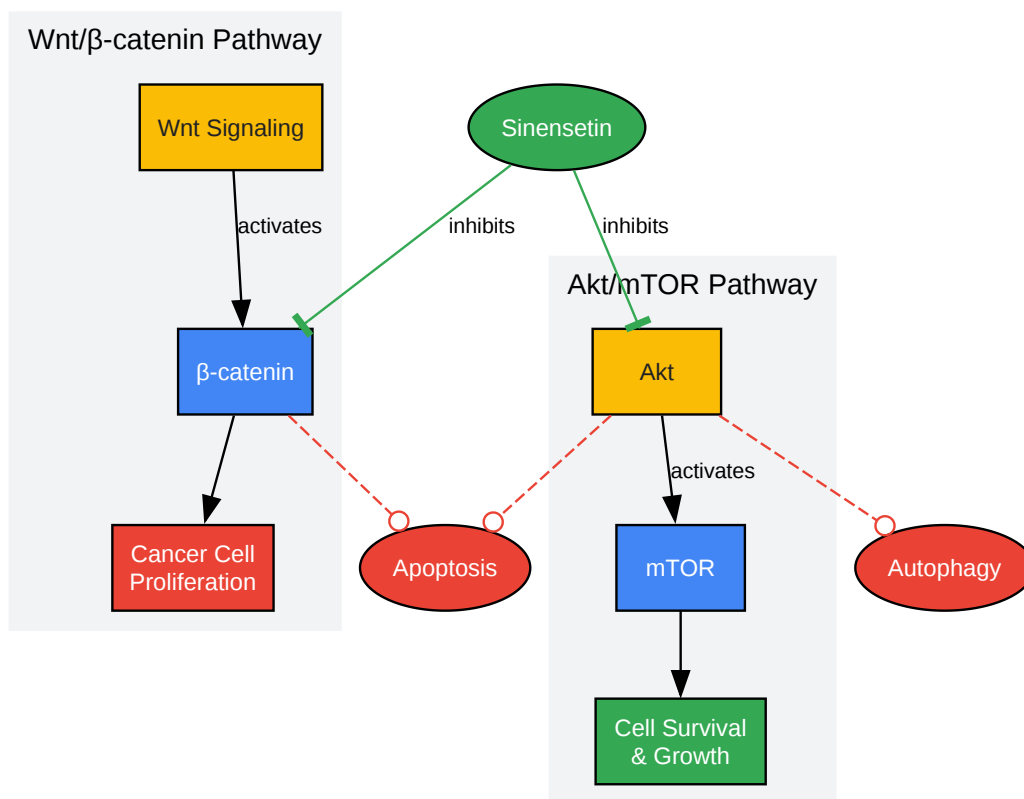 Wnt/β-catenin Pathway
Wnt Signaling
Sinensetin
activates
inhibits
inhibits
Akt/mTOR Pathway
β-catenin
Akt
activates
Cancer Cell
Proliferation
Apoptosis
mTOR
Autophagy
Cell Survival
& Growth